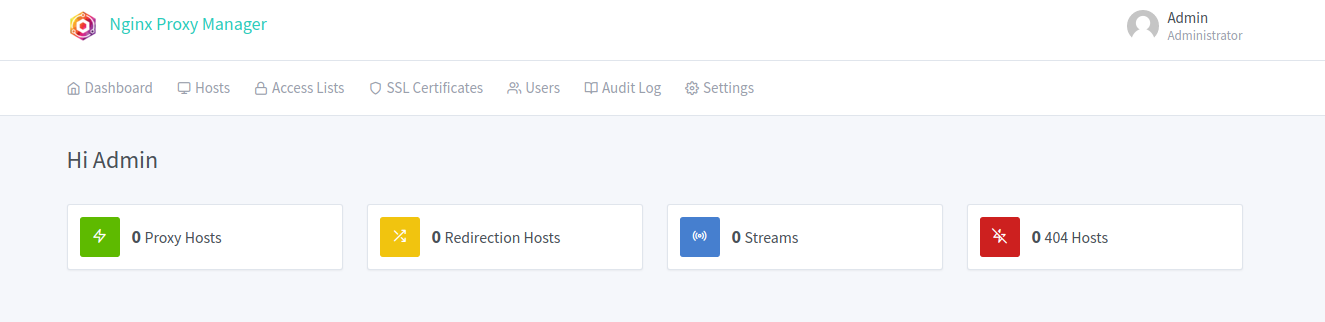 Nginx Proxy Manager
Admin
Administrator
Dashboard Hosts Access Lists SSL Certificates Users Audit Log Settings
Hi Admin
0 Proxy Hosts 0 Redirection Hosts 0 Streams 0 404 Hosts